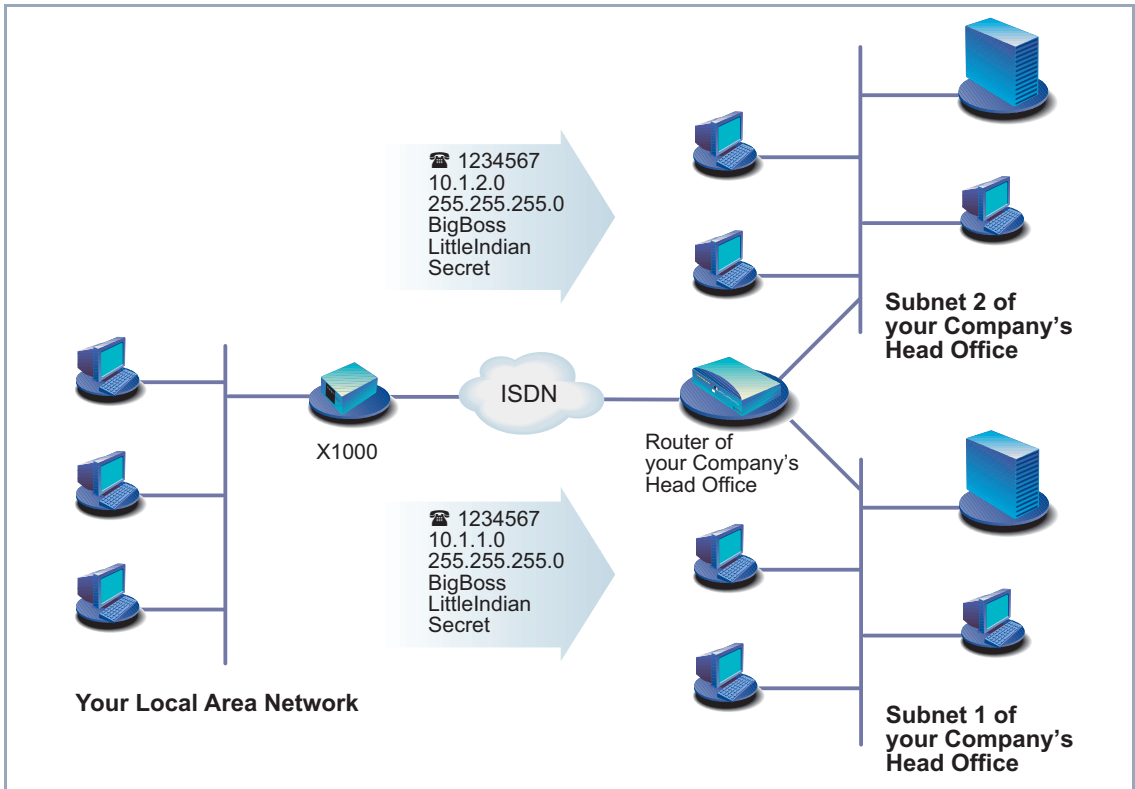 ☎ 1234567
10.1.2.0
255.255.255.0
BigBoss
LittleIndian
Secret
Subnet 2 of
your Company’s
Head Office
ISDN
X1000
Router of
your Company’s
Head Office
☎ 1234567
10.1.1.0
255.255.255.0
BigBoss
LittleIndian
Secret
Your Local Area Network
Subnet 1 of
your Company’s
Head Office